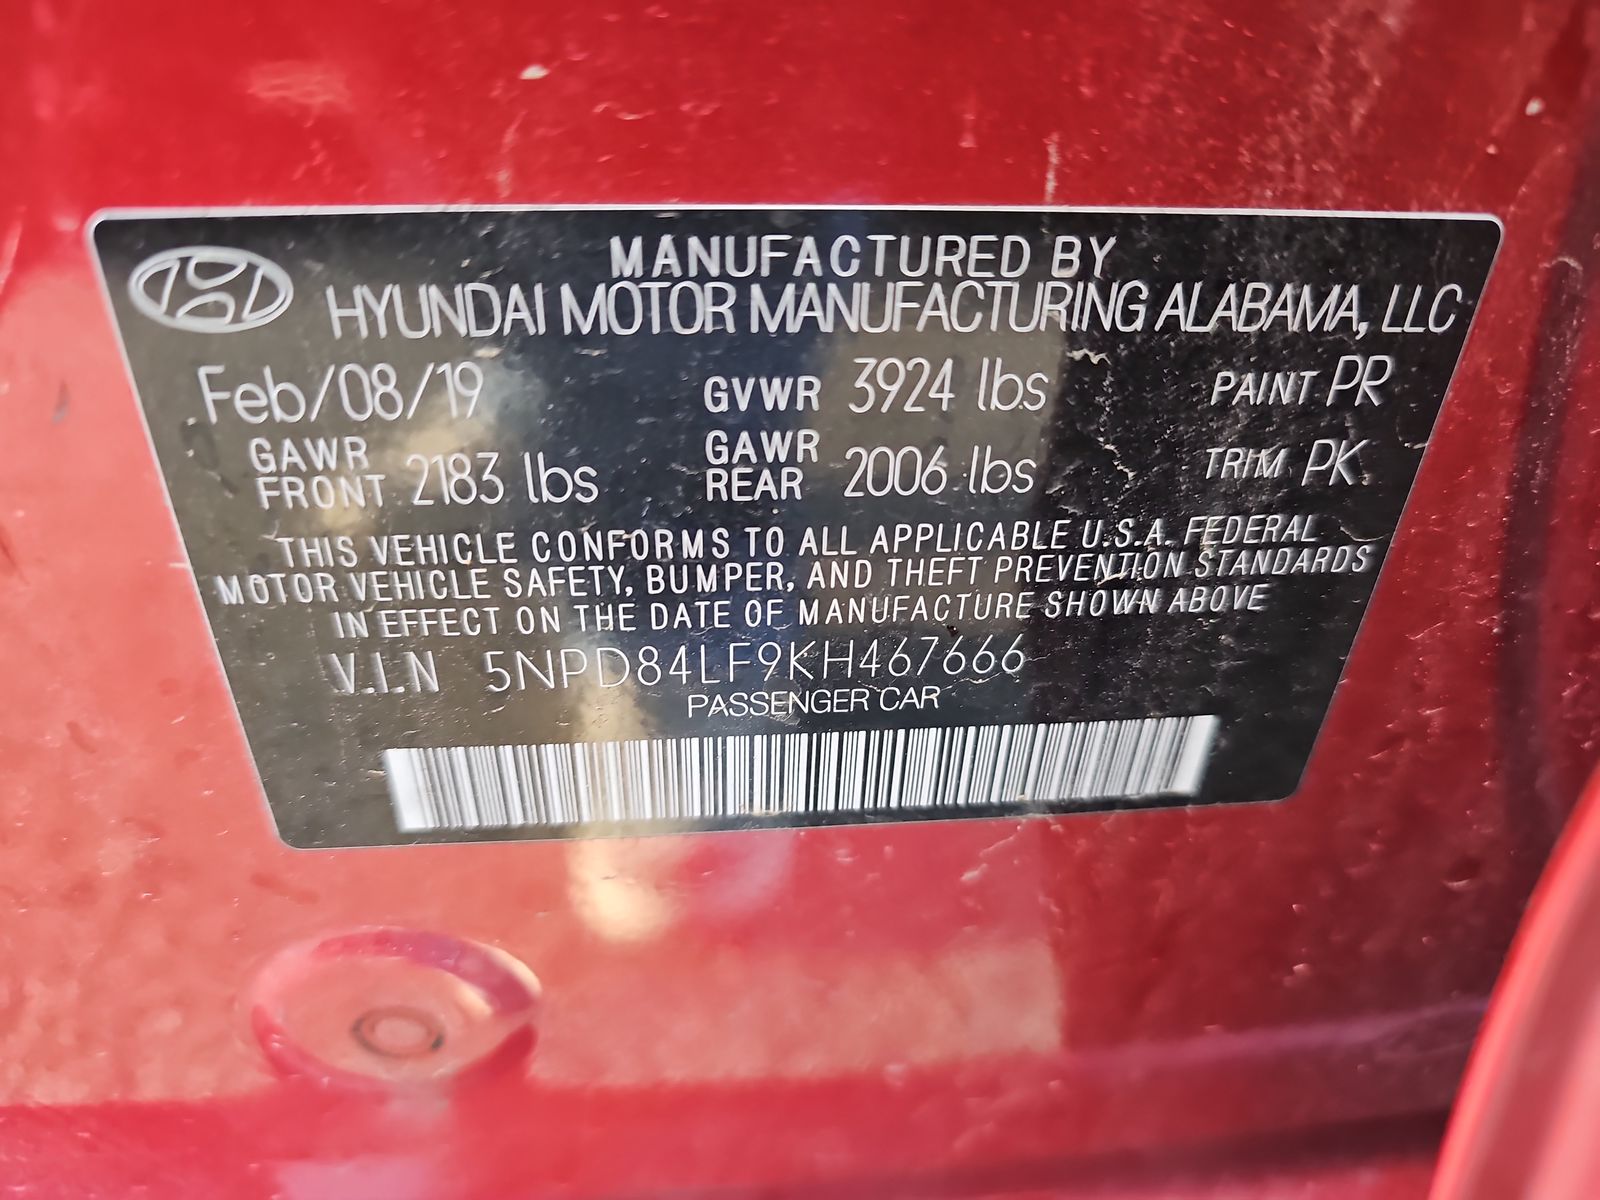 MANUFACTURED BY
HYUNDAI MOTOR MANUFACTURING ALABAMA, LLC
Feb/08/19 GVWR 3924 lbs PAINT PR
GAWR FRONT 2183 lbs GAWR REAR 2006 lbs TRIM PK
THIS VEHICLE CONFORMS TO ALL APPLICABLE U.S.A. FEDERAL
MOTOR VEHICLE SAFETY, BUMPER, AND THEFT PREVENTION STANDARDS
IN EFFECT ON THE DATE OF MANUFACTURE SHOWN ABOVE
V.I.N 5NPD84LF9KH467666
PASSENGER CAR